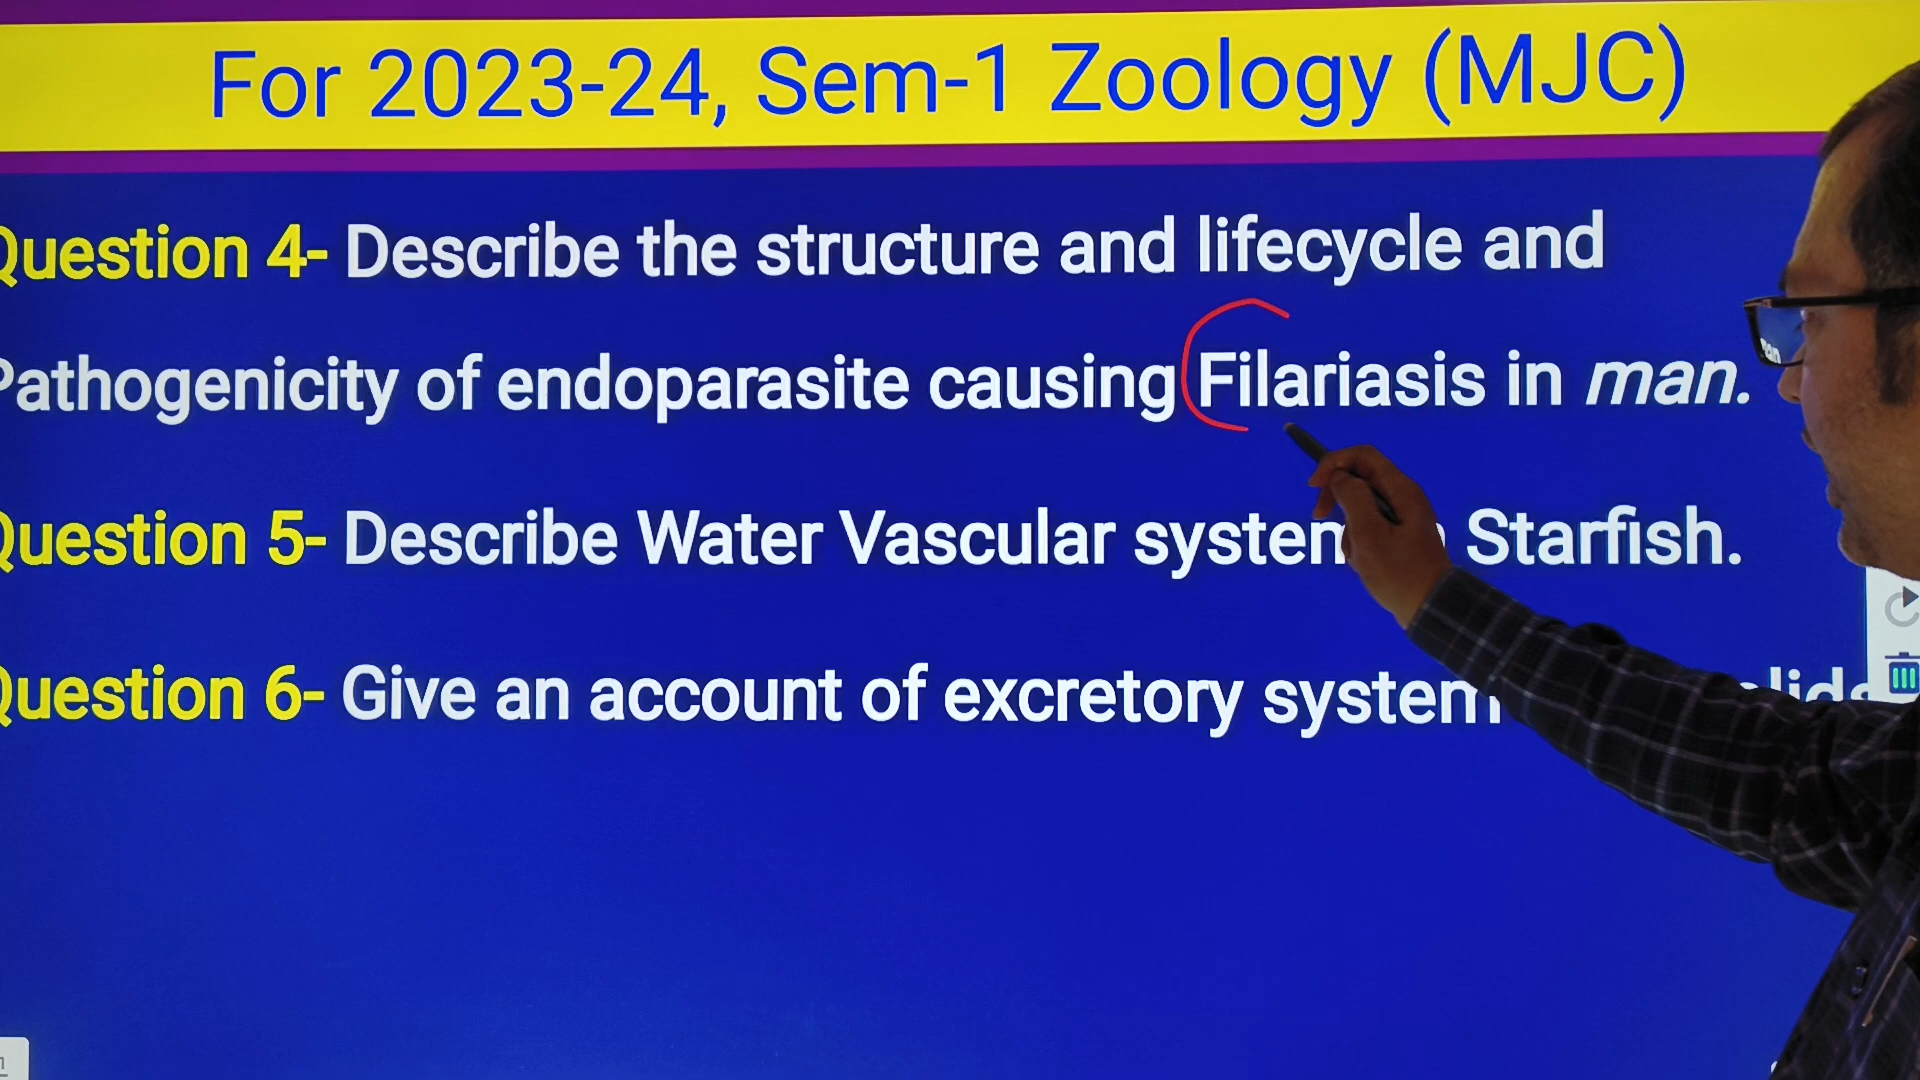 For 2023-24, Sem-1 Zoology (MJC)
Question 4- Describe the structure and lifecycle and
Pathogenicity of endoparasite causing Filariasis in man.
Question 5- Describe Water Vascular system Starfish.
Question 6- Give an account of excretory system